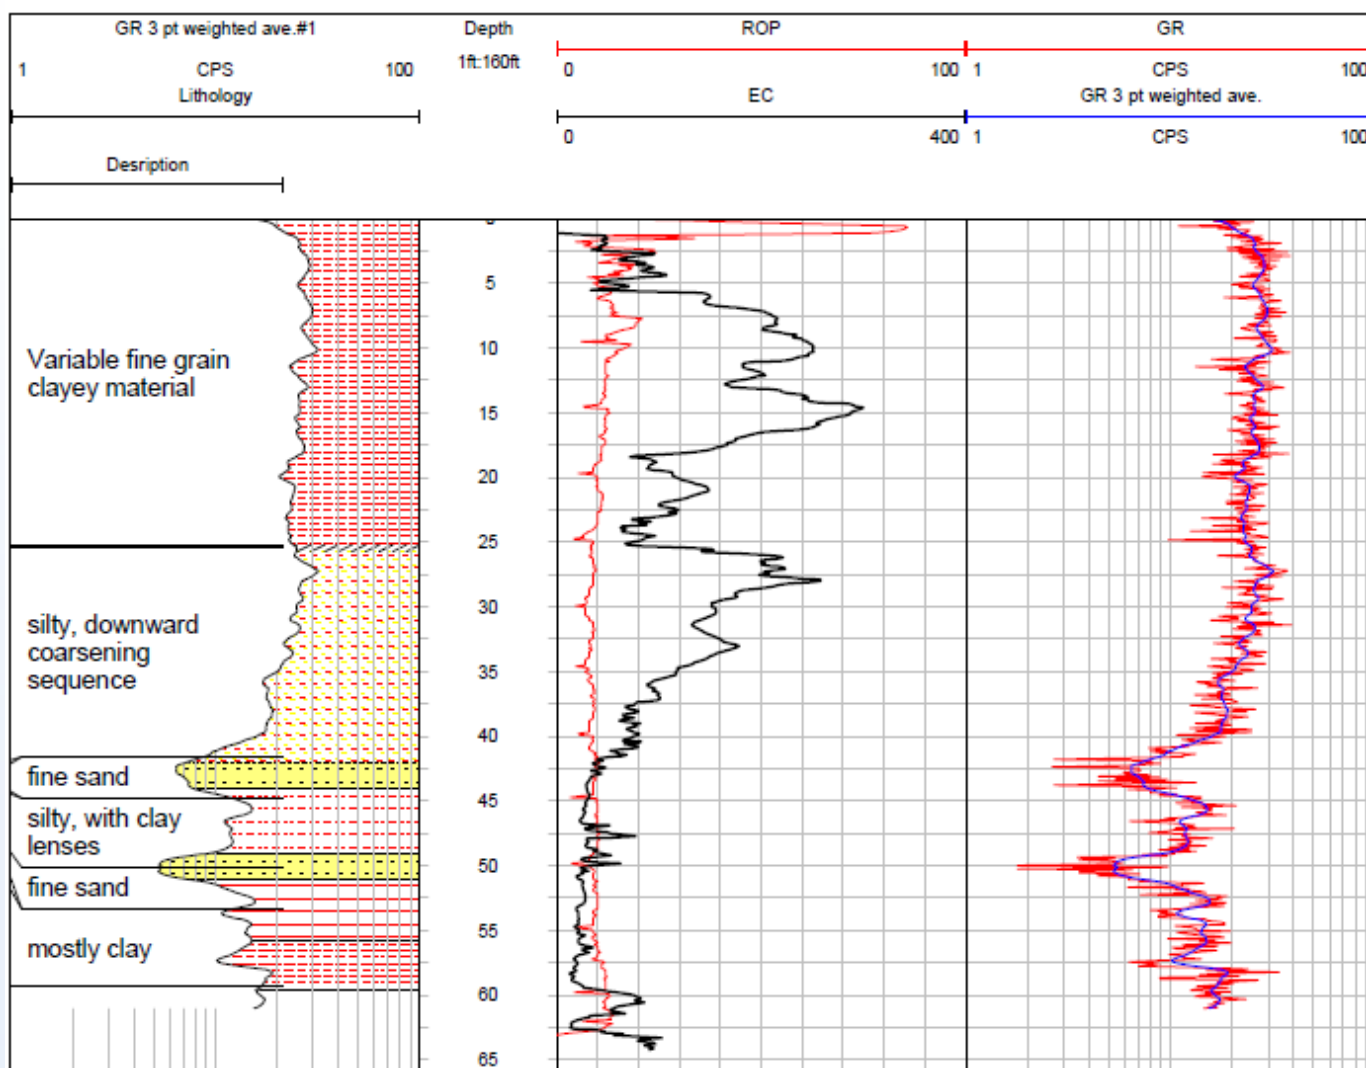 GR 3 pt weighted ave.#1
Depth
ROP
GR
1 CPS 100
1ft:160ft
0 100
1 CPS 100
Lithology
EC
GR 3 pt weighted ave.
0 400
1 CPS 100
Desription
5
10
Variable fine grain
clayey material
15
20
25
30
silty, downward
coarsening
sequence
35
40
fine sand
45
silty, with clay
lenses
50
fine sand
55
mostly clay
60
65